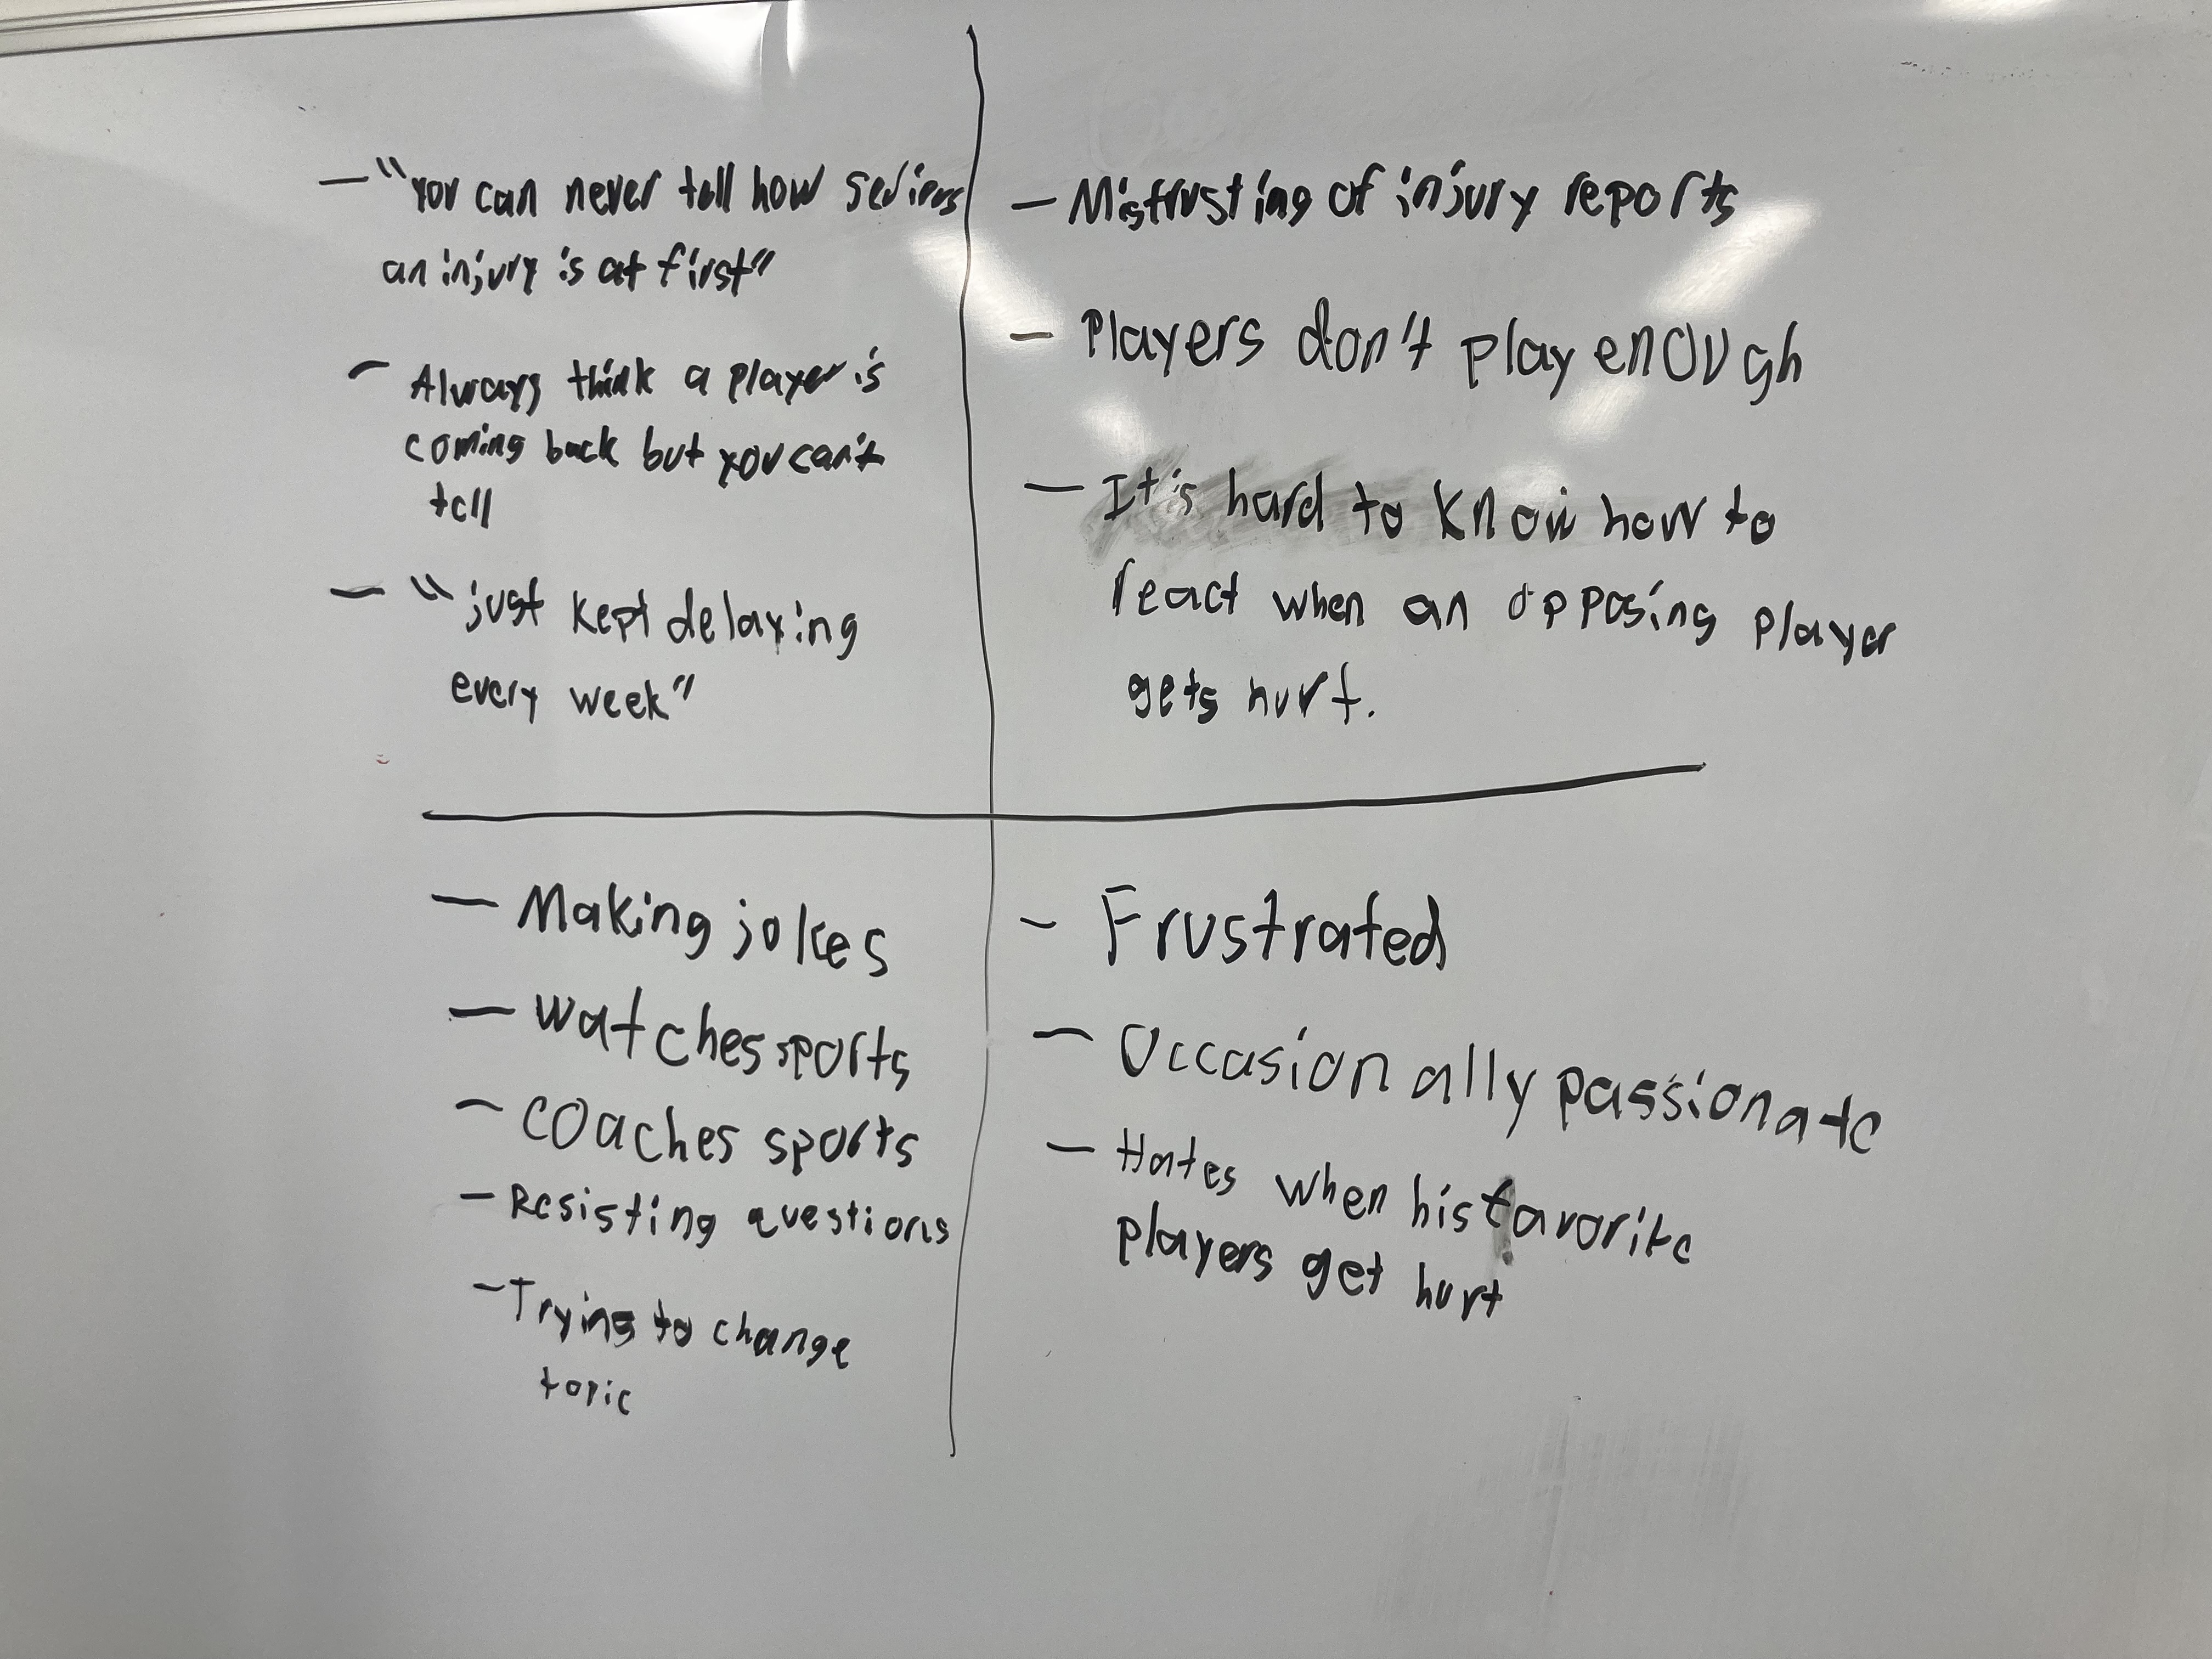 — "You can never tell how serious
an injury is at first"
— Always think a player is
coming back but you can't
tell
— "just kept delaying
every week"
— Mistrusting of injury reports
— Players don't play enough
— It's hard to know how to
react when an opposing player
gets hurt.
— Making jokes
— watches sports
— coaches sports
— Resisting questions
— Trying to change
topic
— Frustrated
— Occasionally passionate
— Hates when his favorite
players get hurt